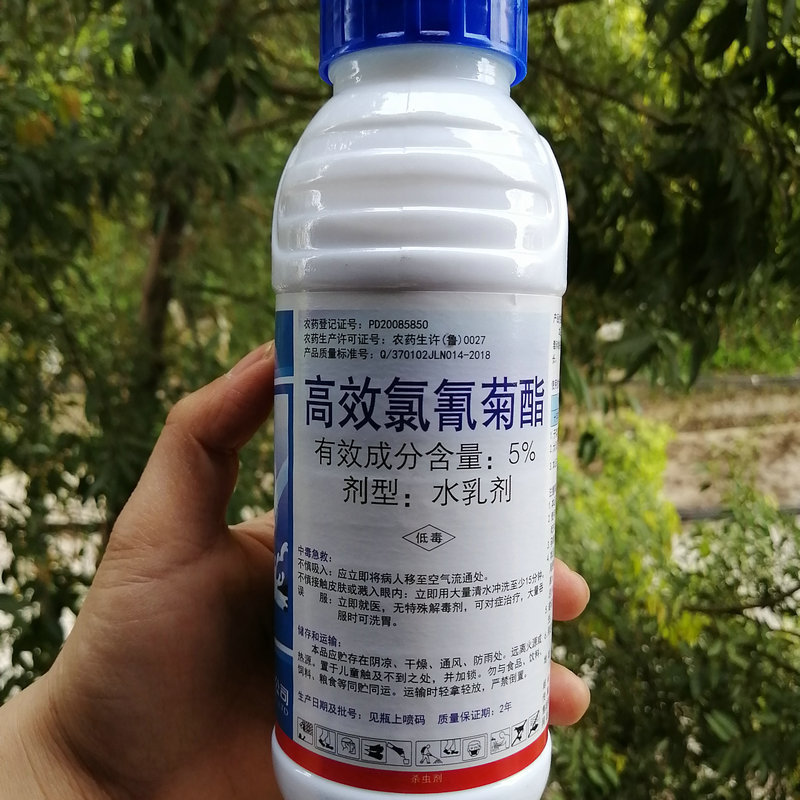 农药登记证号：PD20085850
农药生产许可证号：农药生许(鲁)0027
产品质量标准号：Q/370102JLN014-2018
高效氯氰菊酯
有效成分含量：5%
剂型：水乳剂
低毒
中毒急救：
不慎吸入：应立即将病人移至空气流通处。
不慎接触皮肤或溅入眼内：立即用大量清水冲洗至少15分钟。
误　服：立即就医，无特殊解毒剂，可对症治疗，大量吞
服时可洗胃。
储存和运输：
本品应贮存在阴凉、干燥、通风、防雨处。远离火源或
热源。置于儿童触及不到之处，并加锁。勿与食品、饮料、
饲料、粮食等同贮同运。运输时轻拿轻放，严禁倒置。
生产日期及批号：见瓶上喷码　质量保证期：2年
杀虫剂
公司